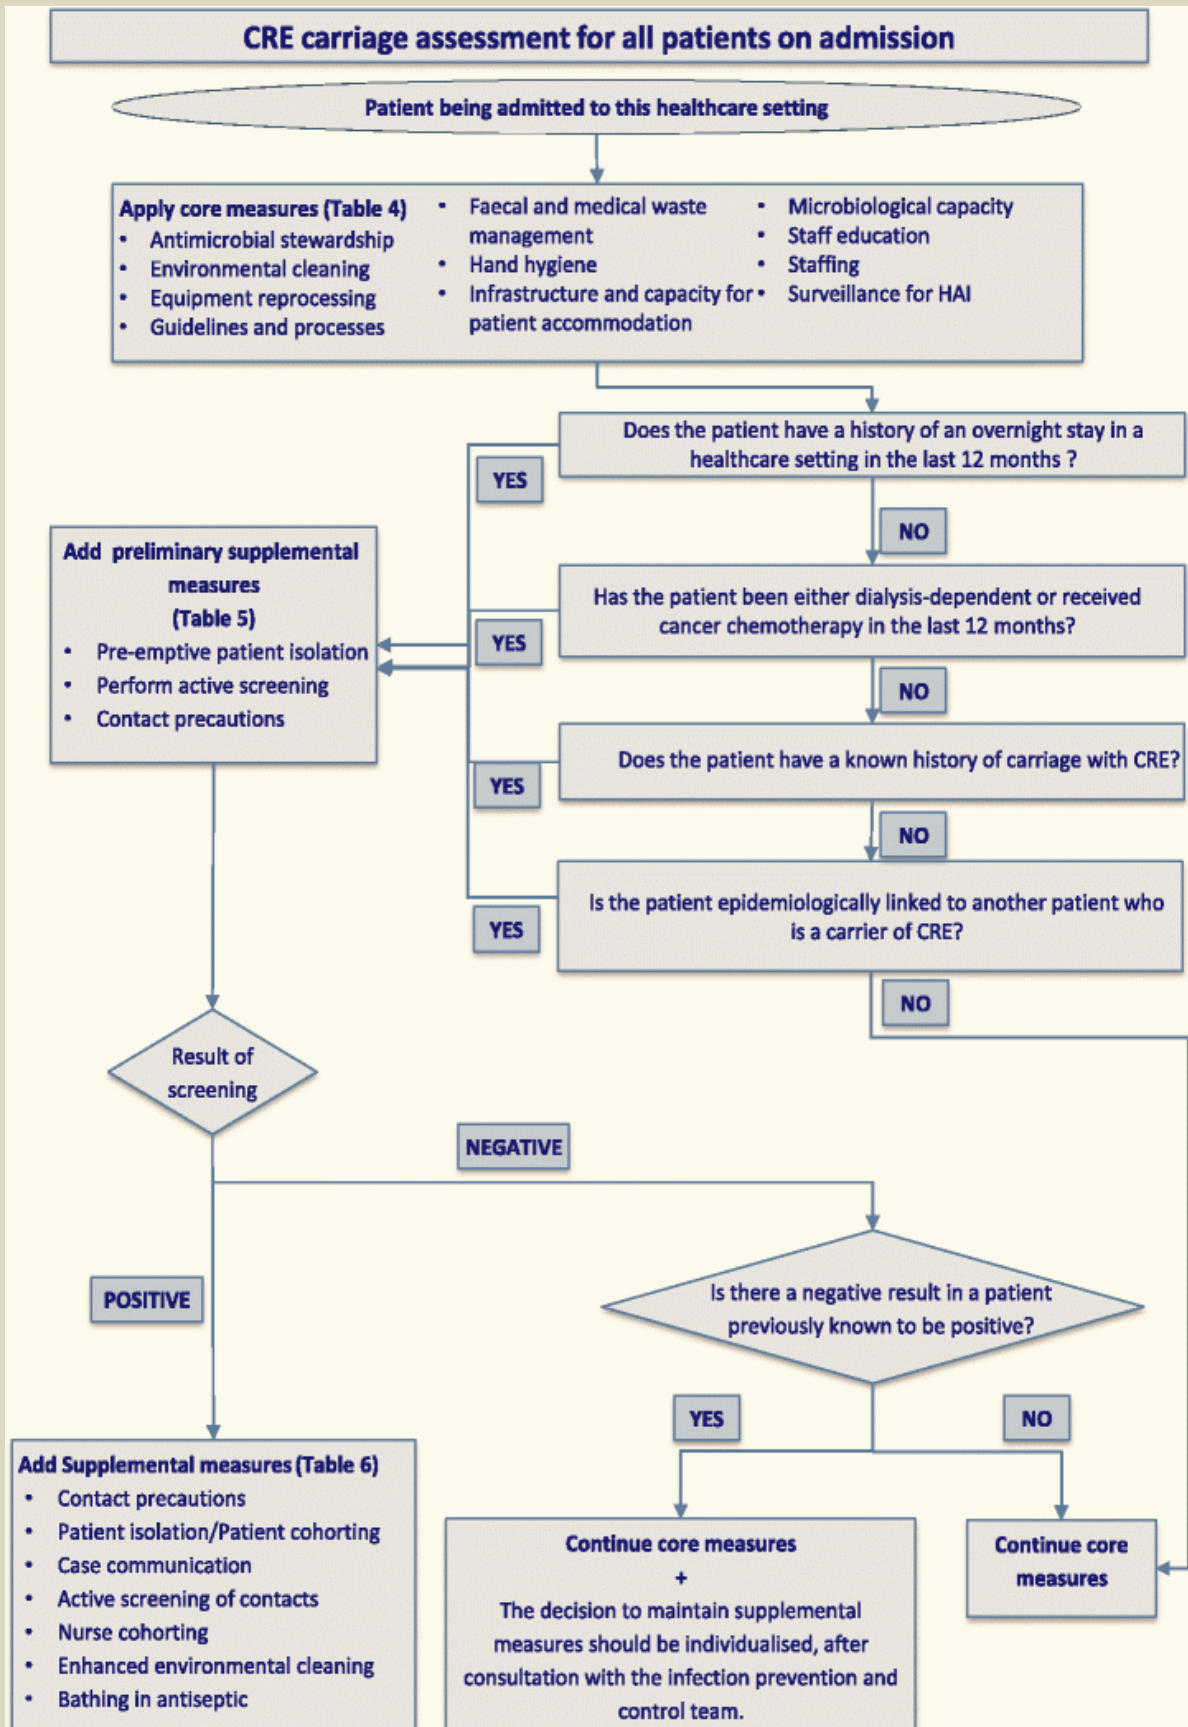 CRE carriage assessment for all patients on admission
Patient being admitted to this healthcare setting
Apply core measures (Table 4)
• Antimicrobial stewardship
• Environmental cleaning
• Equipment reprocessing
• Guidelines and processes
• Faecal and medical waste
management
• Hand hygiene
• Infrastructure and capacity for
patient accommodation
• Microbiological capacity
• Staff education
• Staffing
• Surveillance for HAI
Does the patient have a history of an overnight stay in a
healthcare setting in the last 12 months ?
YES
NO
Add preliminary supplemental
measures
(Table 5)
• Pre-emptive patient isolation
• Perform active screening
• Contact precautions
Has the patient been either dialysis-dependent or received
cancer chemotherapy in the last 12 months?
YES
NO
Does the patient have a known history of carriage with CRE?
YES
NO
Is the patient epidemiologically linked to another patient who
is a carrier of CRE?
YES
NO
Result of
screening
NEGATIVE
POSITIVE
Is there a negative result in a patient
previously known to be positive?
YES
NO
Add Supplemental measures (Table 6)
• Contact precautions
• Patient isolation/Patient cohorting
• Case communication
• Active screening of contacts
• Nurse cohorting
• Enhanced environmental cleaning
• Bathing in antiseptic
Continue core measures
+
The decision to maintain supplemental
measures should be individualised, after
consultation with the infection prevention and
control team.
Continue core
measures